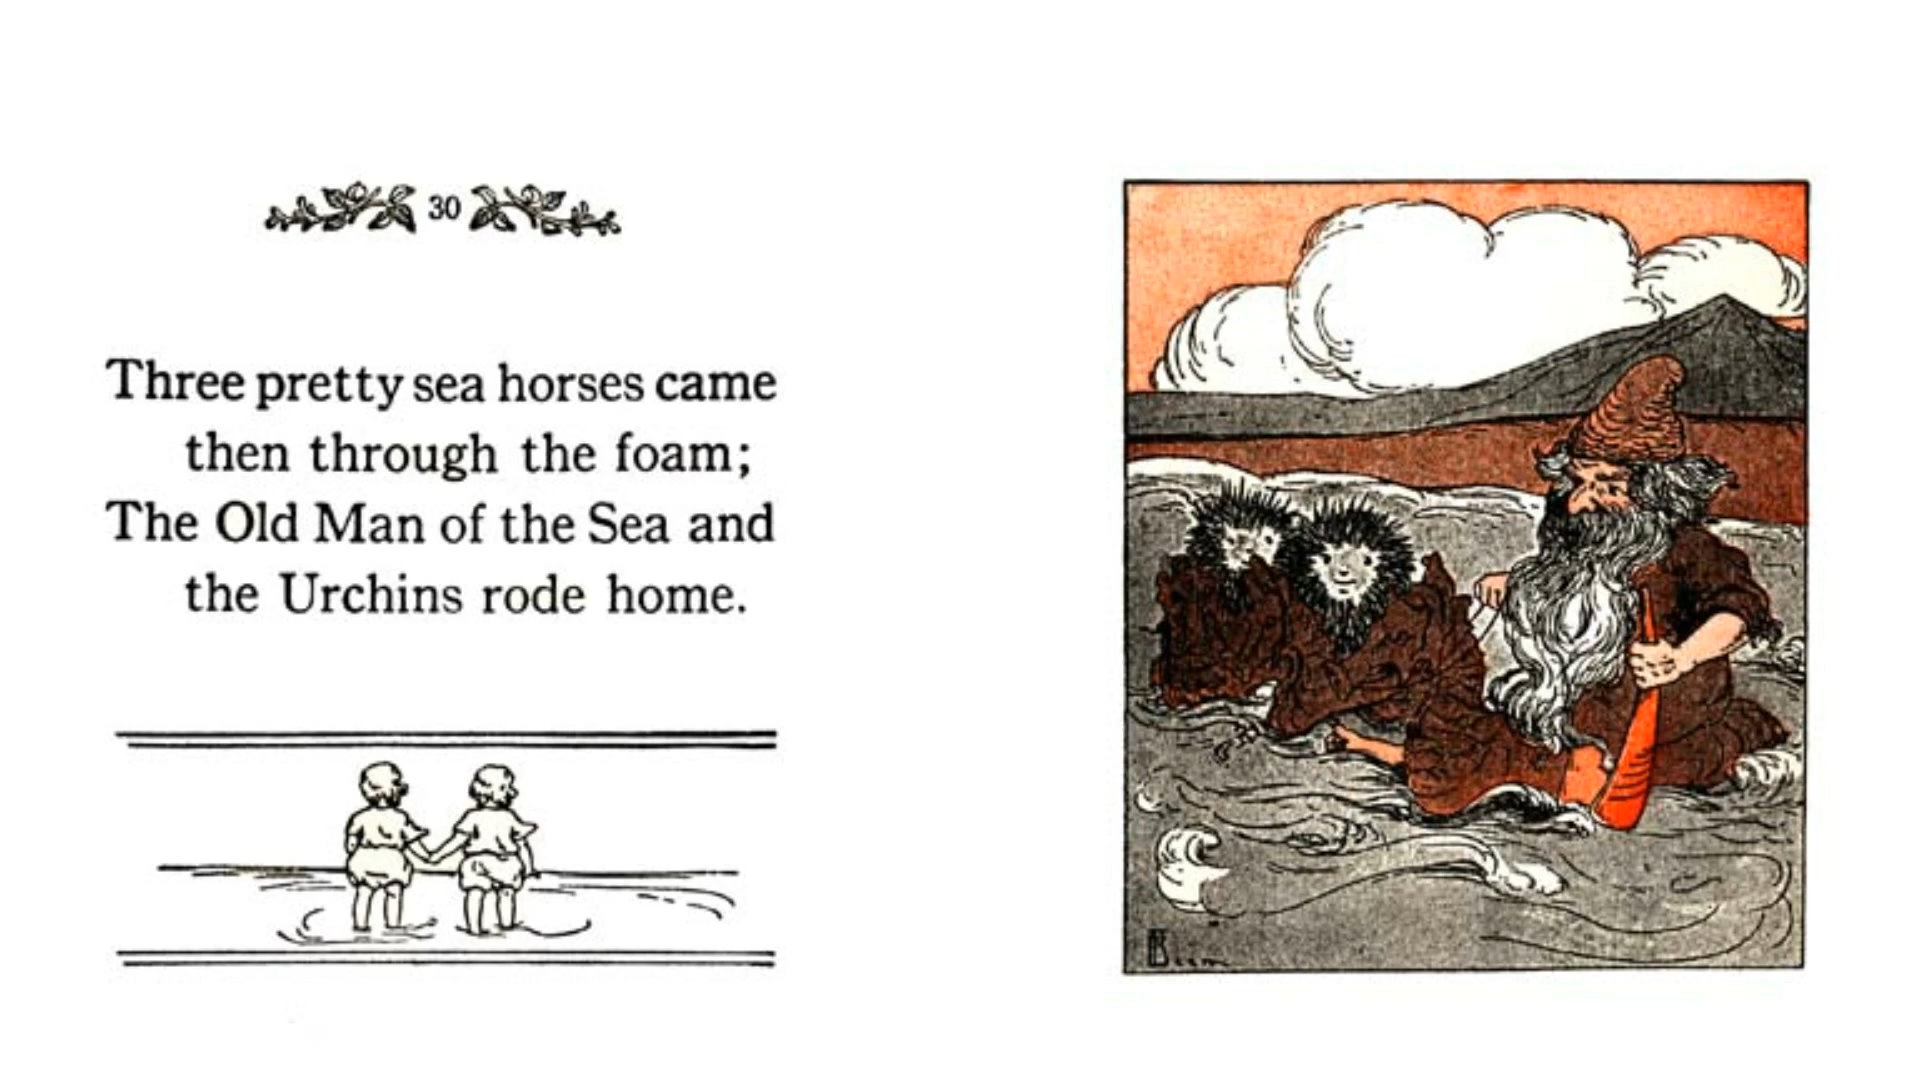 30
Three pretty sea horses came
then through the foam;
The Old Man of the Sea and
the Urchins rode home.